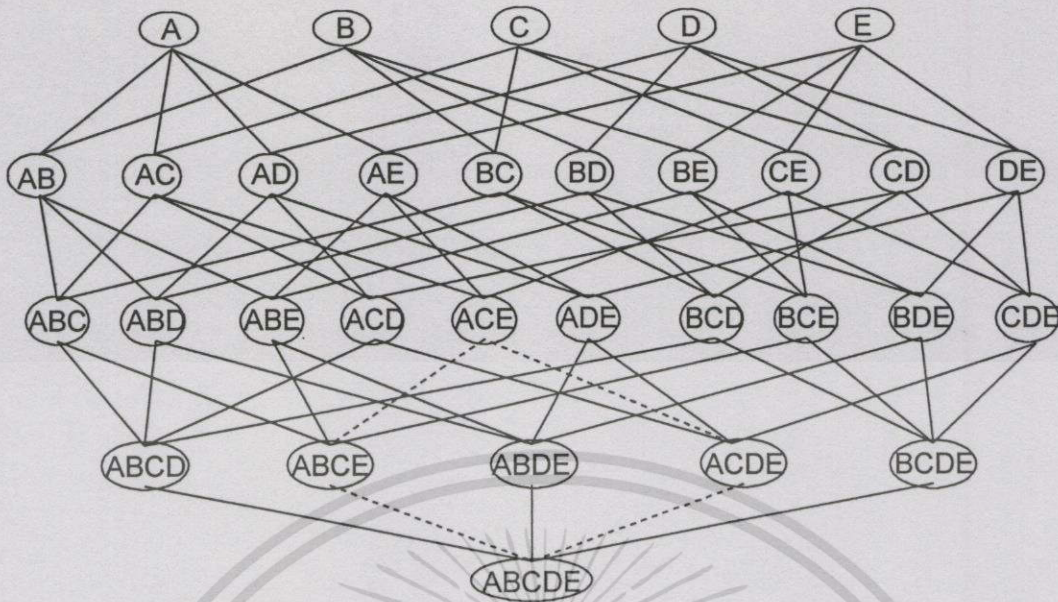 A B C D E
AB AC AD AE BC BD BE CE CD DE
ABC ABD ABE ACD ACE ADE BCD BCE BDE CDE
ABCD ABCE ABDE ACDE BCDE
ABCDE